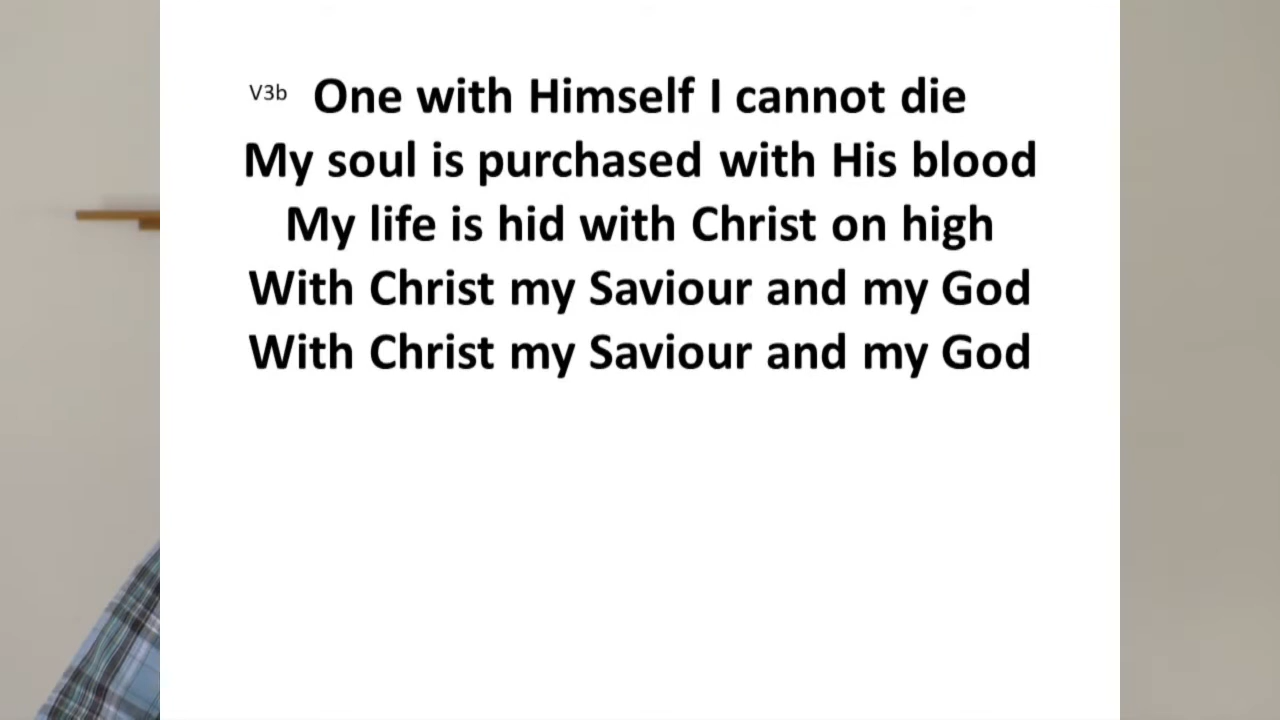 V3b One with Himself I cannot die
My soul is purchased with His blood
My life is hid with Christ on high
With Christ my Saviour and my God
With Christ my Saviour and my God